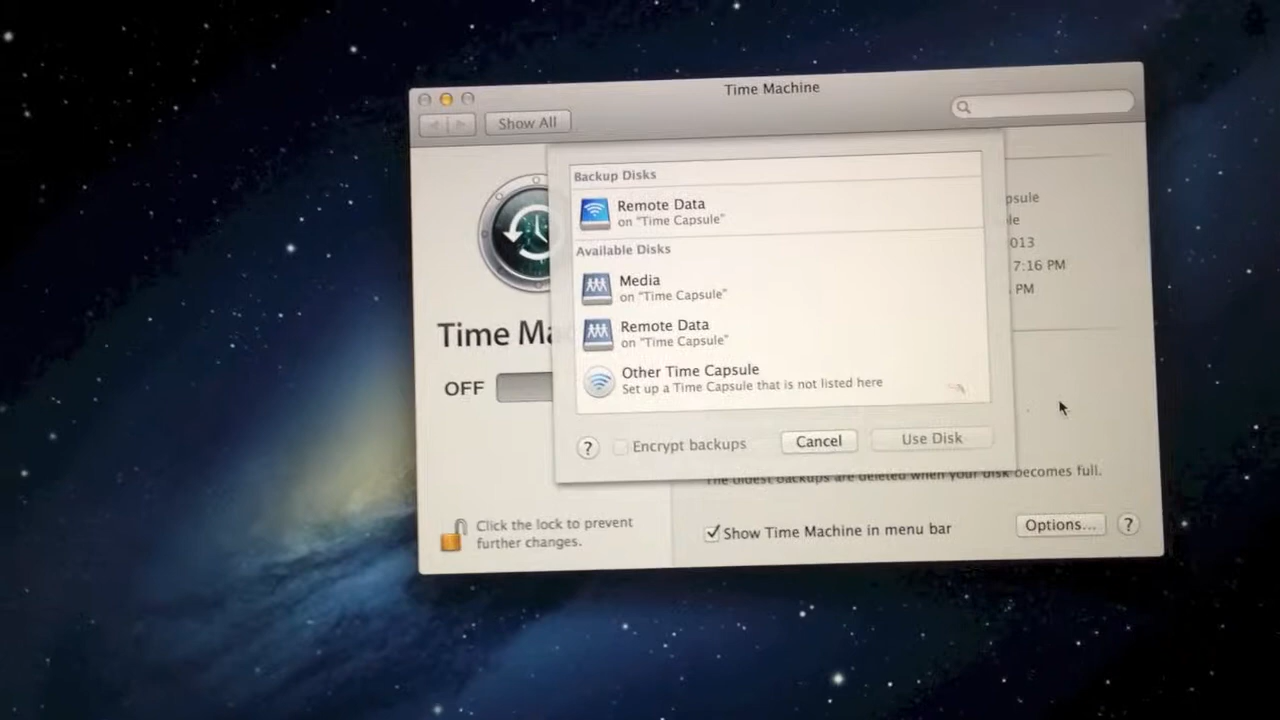 Time Machine
Show All
Backup Disks
Remote Data
on "Time Capsule"
Available Disks
Media
on "Time Capsule"
Remote Data
on "Time Capsule"
Other Time Capsule
Set up a Time Capsule that is not listed here
? Encrypt backups Cancel Use Disk
psule
le
013
7:16 PM
PM
Time Ma
OFF
The oldest backups are deleted when your disk becomes full.
Click the lock to prevent
further changes.
Show Time Machine in menu bar
Options... ?